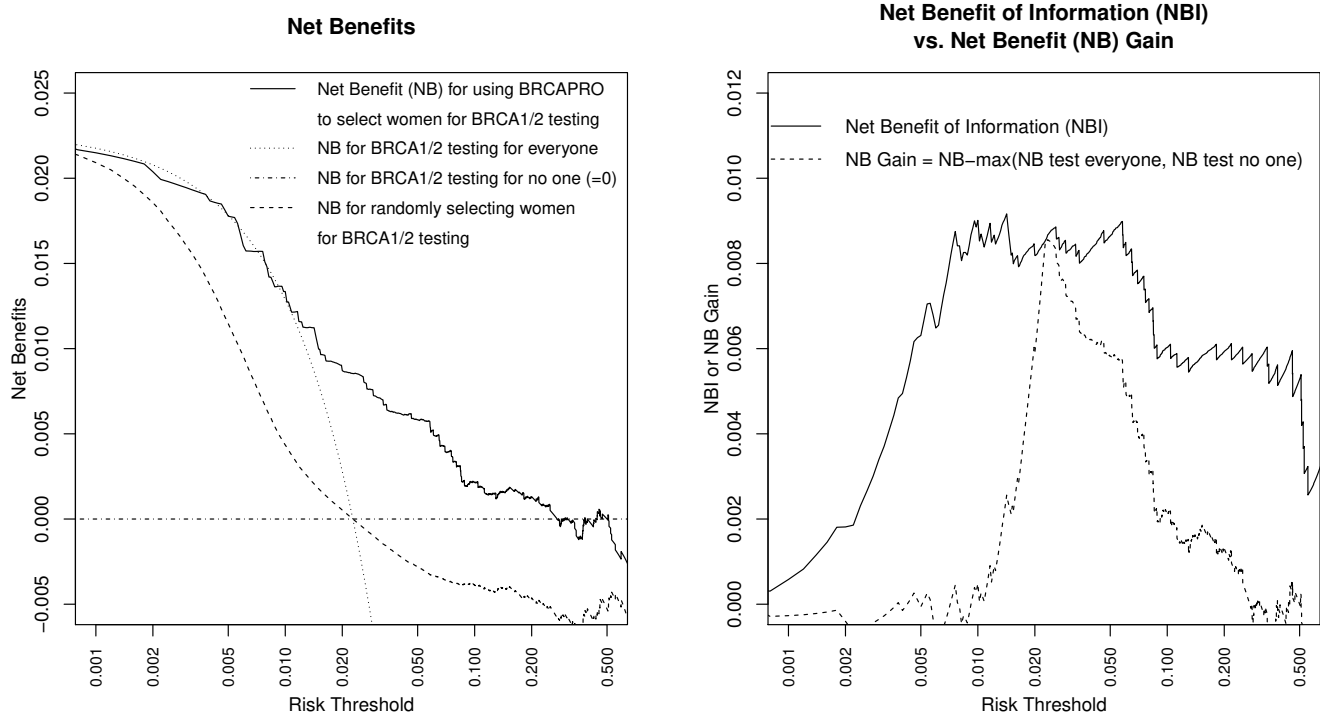 Net Benefits
Net Benefits
0.025
0.020
0.015
0.010
0.005
0.000
−0.005
Net Benefit (NB) for using BRCAPRO
to select women for BRCA1/2 testing
NB for BRCA1/2 testing for everyone
NB for BRCA1/2 testing for no one (=0)
NB for randomly selecting women
for BRCA1/2 testing
0.001
0.002
0.005
0.010
0.020
0.050
0.100
0.200
0.500
Risk Threshold
Net Benefit of Information (NBI)
vs. Net Benefit (NB) Gain
NBI or NB Gain
0.012
0.010
0.008
0.006
0.004
0.002
0.000
Net Benefit of Information (NBI)
NB Gain = NB−max(NB test everyone, NB test no one)
0.001
0.002
0.005
0.010
0.020
0.050
0.100
0.200
0.500
Risk Threshold